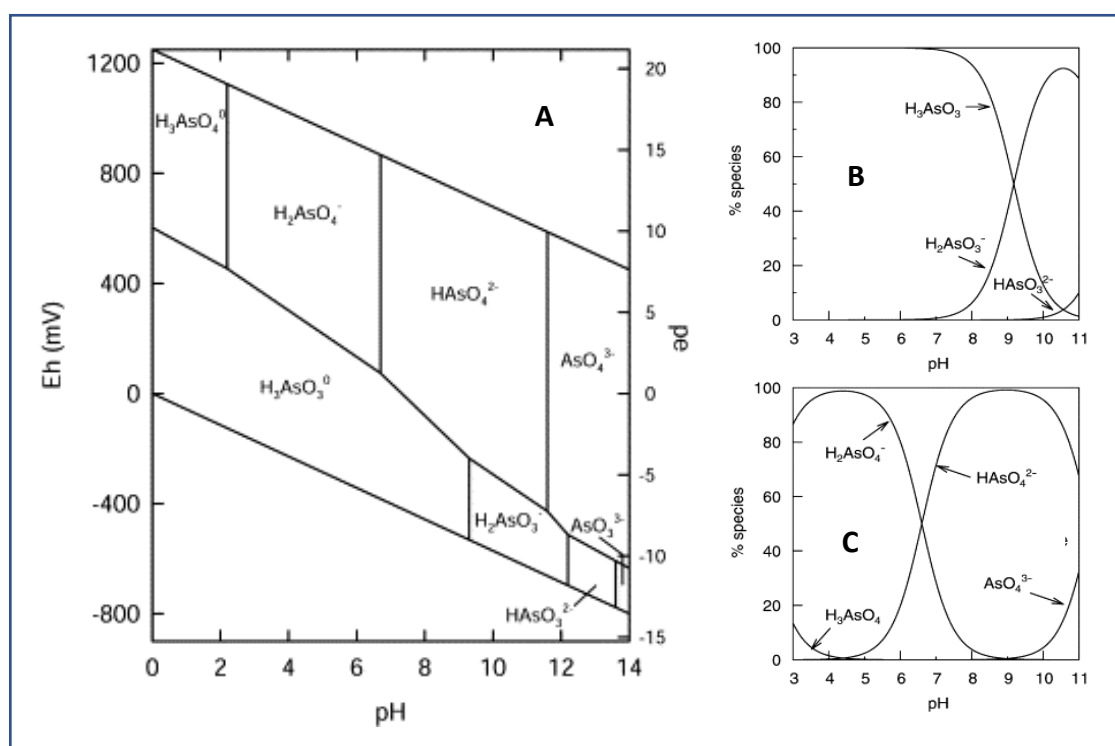 A
1200
800
400
0
-400
-800
Eh (mV)
0 2 4 6 8 10 12 14
pH
20
15
10
5
0
-5
-10
-15
pe
H₃AsO₄⁰
H₂AsO₄⁻
HAsO₄²⁻
AsO₄³⁻
H₃AsO₃⁰
H₂AsO₃⁻
AsO₃³⁻
HAsO₃²⁻
B
100
80
60
40
20
0
% species
H₃AsO₃
H₂AsO₃⁻
HAsO₃²⁻
3 4 5 6 7 8 9 10 11
pH
C
100
80
60
40
20
0
% species
H₂AsO₄⁻
HAsO₄²⁻
e
AsO₄³⁻
H₃AsO₄
3 4 5 6 7 8 9 10 11
pH